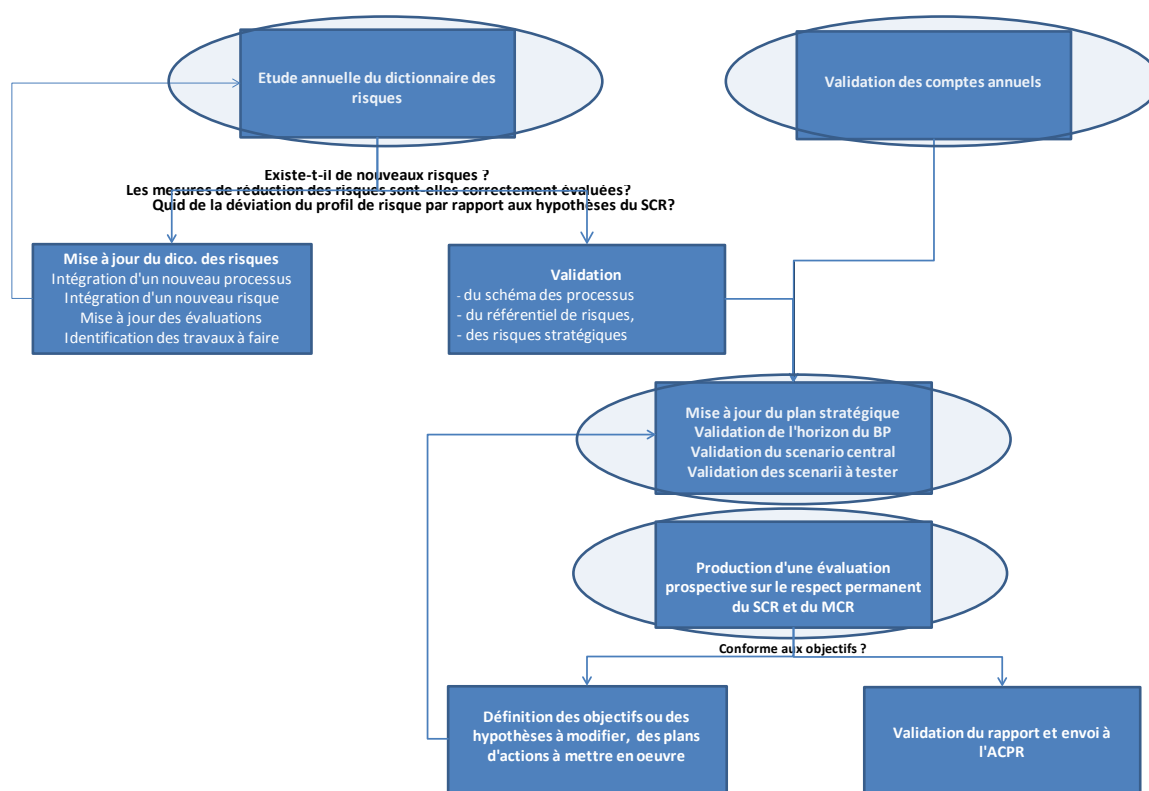 Etude annuelle du dictionnaire des
risques
Validation des comptes annuels
Existe-t-il de nouveaux risques ?
Les mesures de réduction des risques sont-elles correctement évaluées?
Quid de la déviation du profil de risque par rapport aux hypothèses du SCR?
Mise à jour du dico. des risques
Intégration d'un nouveau processus
Intégration d'un nouveau risque
Mise à jour des évaluations
Identification des travaux à faire
Validation
- du schéma des processus
- du référentiel de risques,
- des risques stratégiques
Mise à jour du plan stratégique
Validation de l'horizon du BP
Validation du scenario central
Validation des scenarii à tester
Production d'une évaluation
prospective sur le respect permanent
du SCR et du MCR
Conforme aux objectifs ?
Définition des objectifs ou des
hypothèses à modifier, des plans
d'actions à mettre en oeuvre
Validation du rapport et envoi à
l'ACPR